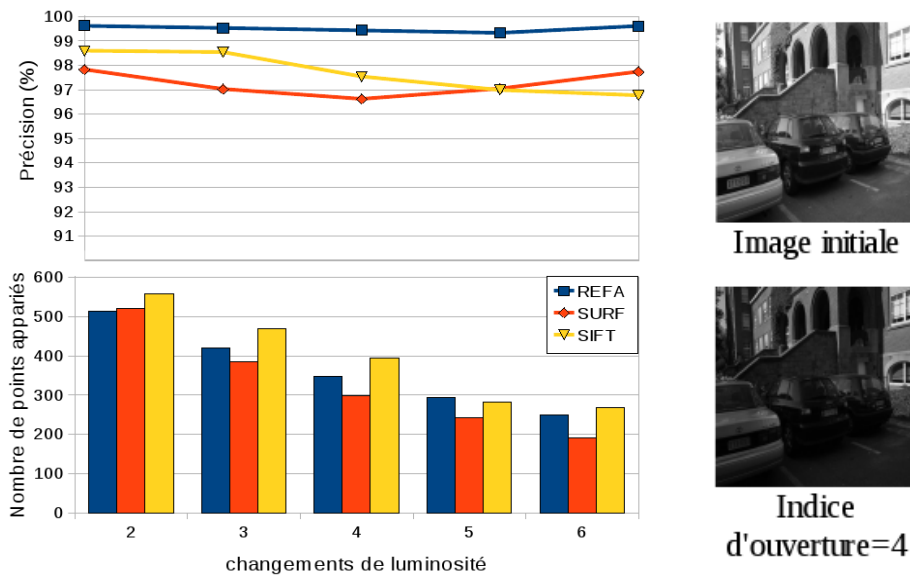 Précision (%)
100
99
98
97
96
95
94
93
92
91
Nombre de points appariés
600
500
400
300
200
100
0
REFA
SURF
SIFT
2 3 4 5 6
changements de luminosité
Image initiale
Indice
d'ouverture=4